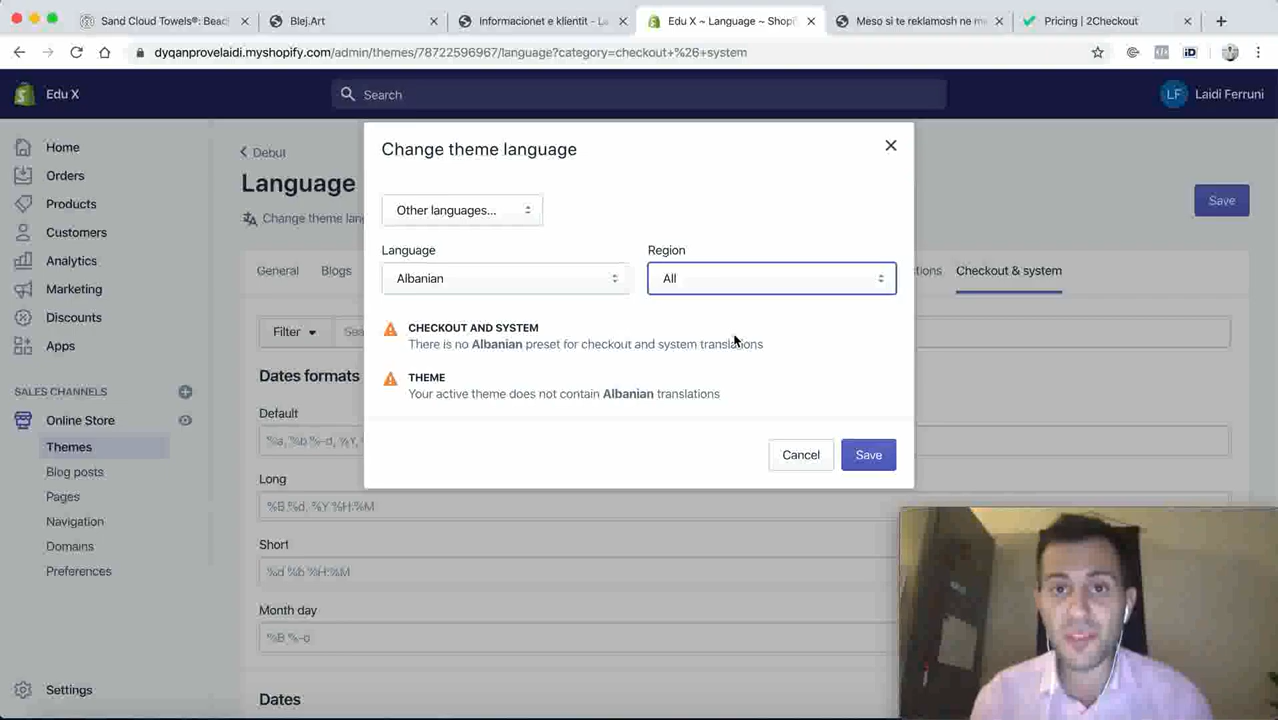 Sand Cloud Towels®: Beac
Blej.Art
Informacionet e klientit - La
Edu X ~ Language ~ Shopi
Meso si te reklamosh ne m
Pricing | 2Checkout
dyqanprovelaidi.myshopify.com/admin/themes/78722596967/language?category=checkout+%26+system
iD
Edu X
Search
LF
Laidi Ferruni
Home
Orders
Products
Customers
Analytics
Marketing
Discounts
Apps
SALES CHANNELS
Online Store
Themes
Blog posts
Pages
Navigation
Domains
Preferences
Settings
Debut
Language
Change theme lang
Save
General
Blogs
Checkout & system
Filter
Sea
Dates formats
Default
Long
%B %d, %Y %H:%M
Short
%d %b %H:%M
Month day
%B %-d
Dates
Change theme language
Other languages...
Language
Region
Albanian
All
CHECKOUT AND SYSTEM
There is no Albanian preset for checkout and system translations
THEME
Your active theme does not contain Albanian translations
Cancel
Save